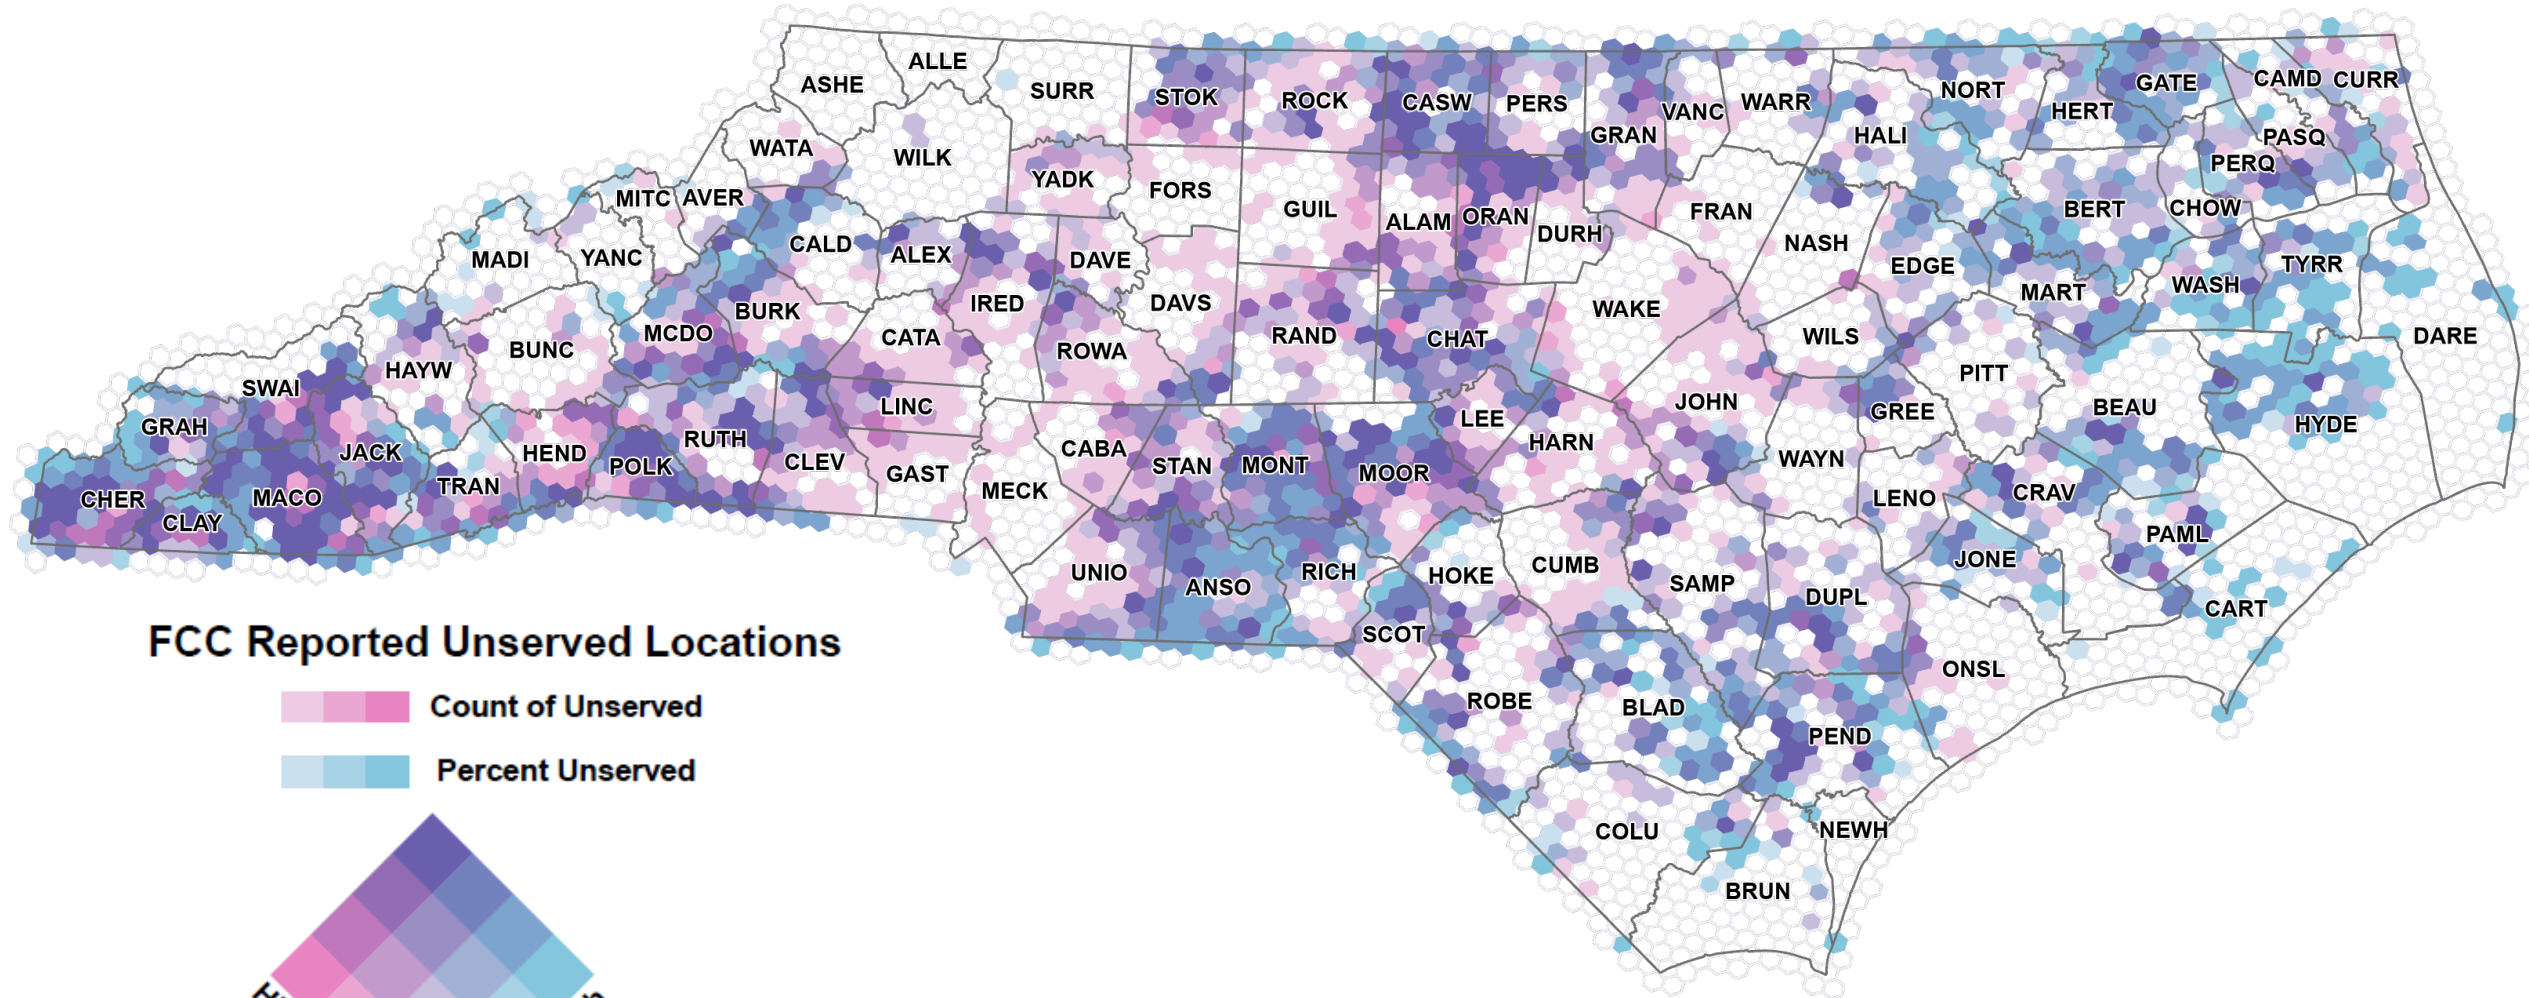 ALLE
ASHE
SURR
STOK
ROCK
CASW
PERS
GRAN
VANC
WARR
HALI
NORT
HERT
GATE
CAMD
CURR
PASQ
PERQ
WATA
WILK
YADK
FORS
GUIL
ALAM
ORAN
DURH
FRAN
NASH
EDGE
BERT
CHOW
MITC
AVER
MADI
YANC
CALD
ALEX
IRED
DAVE
DAVS
RAND
CHAT
WAKE
WILS
MART
WASH
TYRR
DARE
HAYW
BUNC
MCDO
BURK
CATA
ROWA
LEE
JOHN
GREE
PITT
BEAU
HYDE
SWAI
GRAH
JACK
HEND
POLK
RUTH
CLEV
LINC
GAST
CABA
STAN
MONT
MOOR
HARN
WAYN
LENO
CRAV
PAML
CHER
CLAY
MACO
TRAN
MECK
UNIO
ANSO
RICH
HOKE
CUMB
SAMP
DUPL
JONE
CART
SCOT
ROBE
BLAD
PEND
ONSL
COLU
BRUN
NEWH
FCC Reported Unserved Locations
Count of Unserved
Percent Unserved